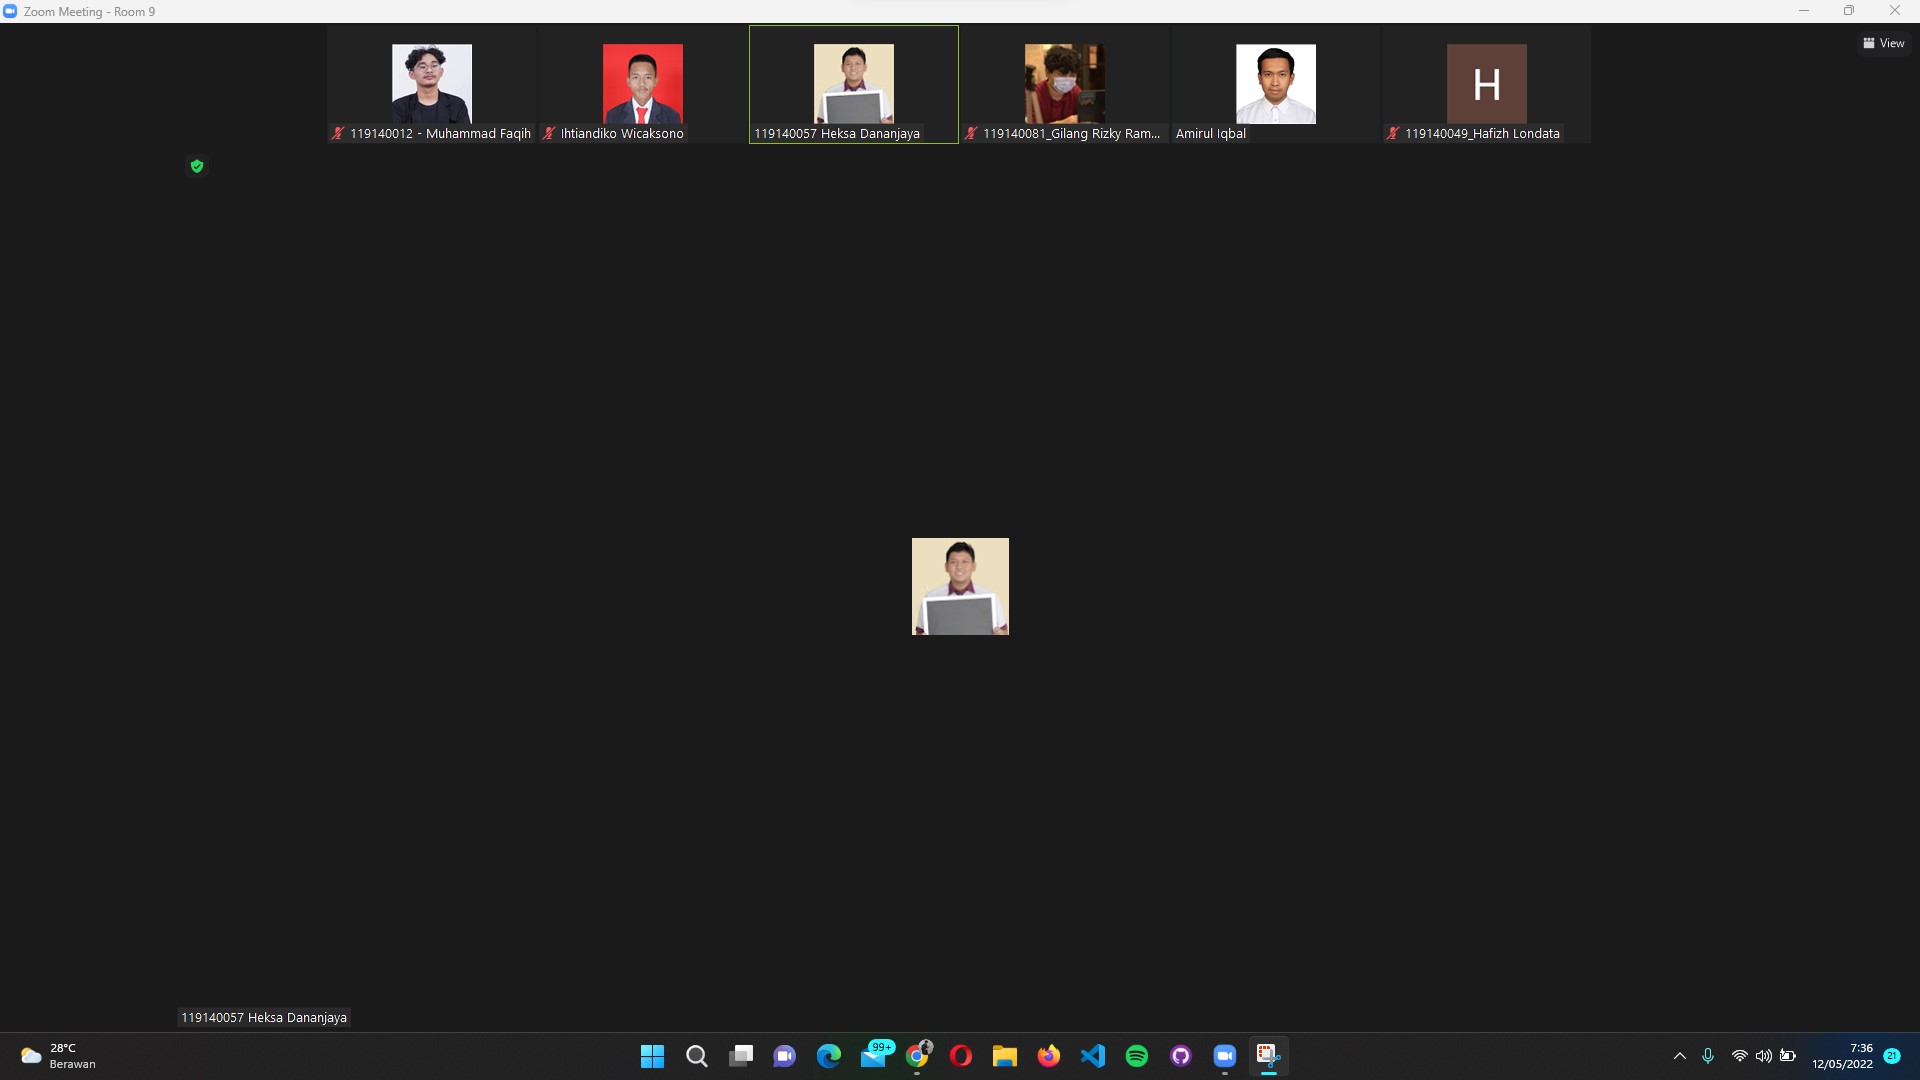 Zoom Meeting - Room 9
View
119140012 - Muhammad Faqih
Ihtiandiko Wicaksono
119140057 Heksa Dananjaya
119140081_Gilang Rizky Ram...
Amirul Iqbal
H
119140049_Hafizh Londata
119140057 Heksa Dananjaya
28°C
Berawan
99+
7:36
12/05/2022
21